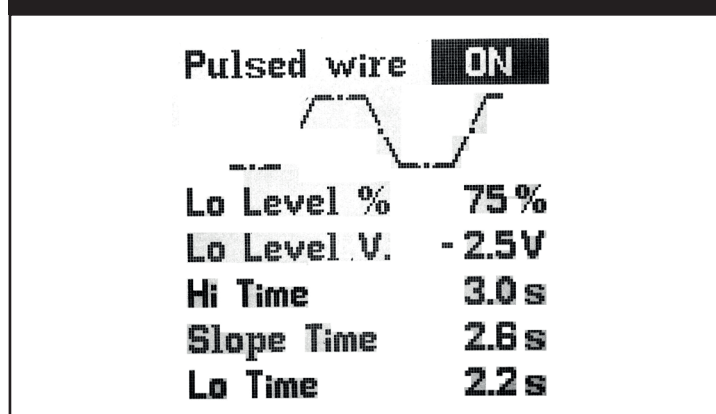 Pulsed wire ON
Lo Level % 75%
Lo Level V. -2.5V
Hi Time 3.0s
Slope Time 2.6s
Lo Time 2.2s